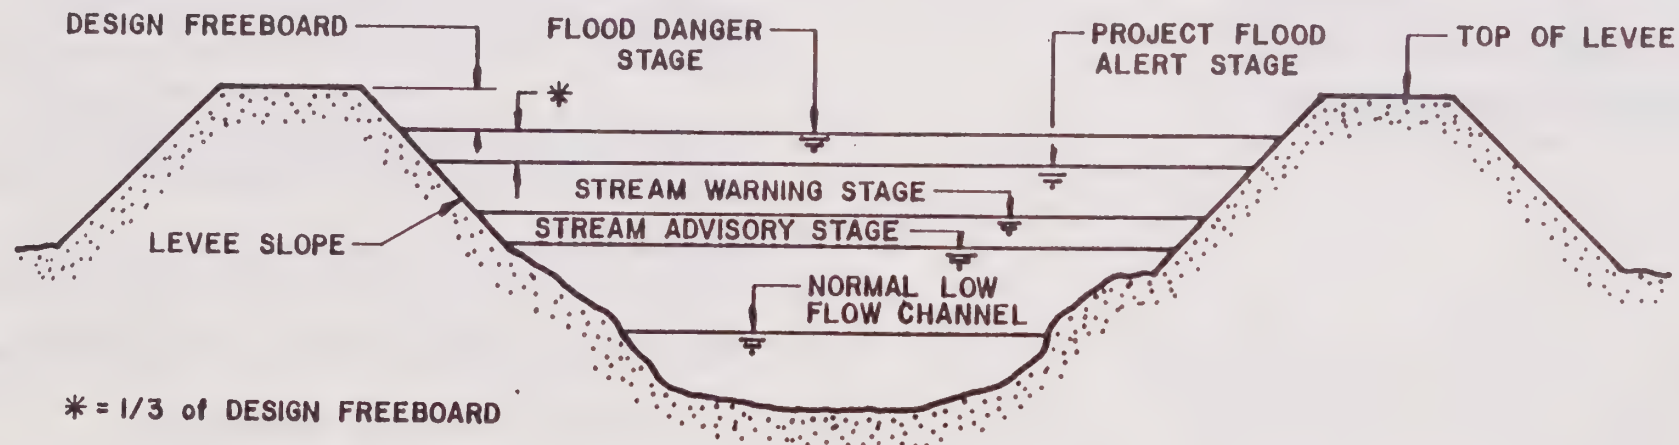 DESIGN FREEBOARD
FLOOD DANGER
STAGE
PROJECT FLOOD
ALERT STAGE
TOP OF LEVEE
*
STREAM WARNING STAGE
STREAM ADVISORY STAGE
LEVEE SLOPE
NORMAL LOW
FLOW CHANNEL
* = 1/3 of DESIGN FREEBOARD